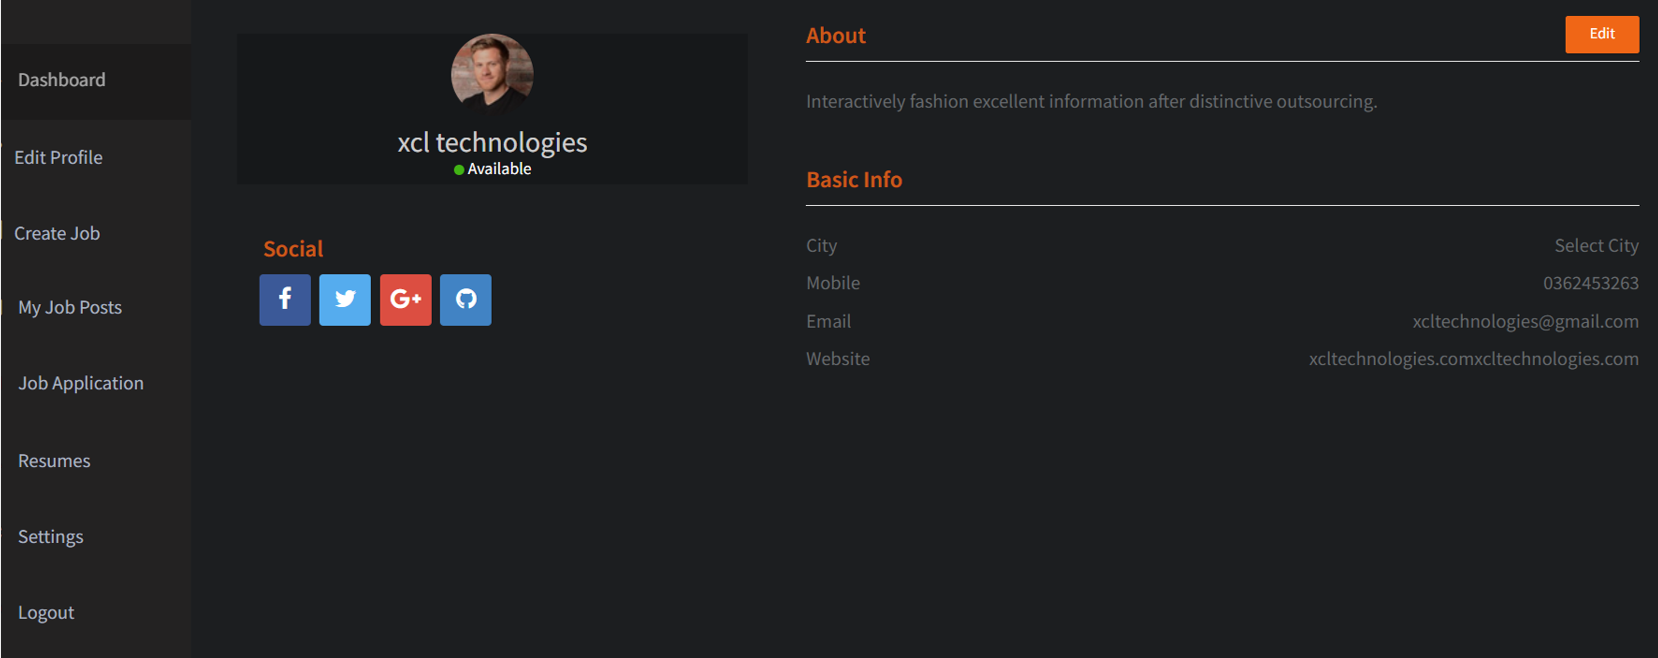 Dashboard
Edit Profile
Create Job
My Job Posts
Job Application
Resumes
Settings
Logout
xcl technologies
Available
Social
f
G+
About
Edit
Interactively fashion excellent information after distinctive outsourcing.
Basic Info
City Select City
Mobile 0362453263
Email xcltechnologies@gmail.com
Website xcltechnologies.comxcltechnologies.com